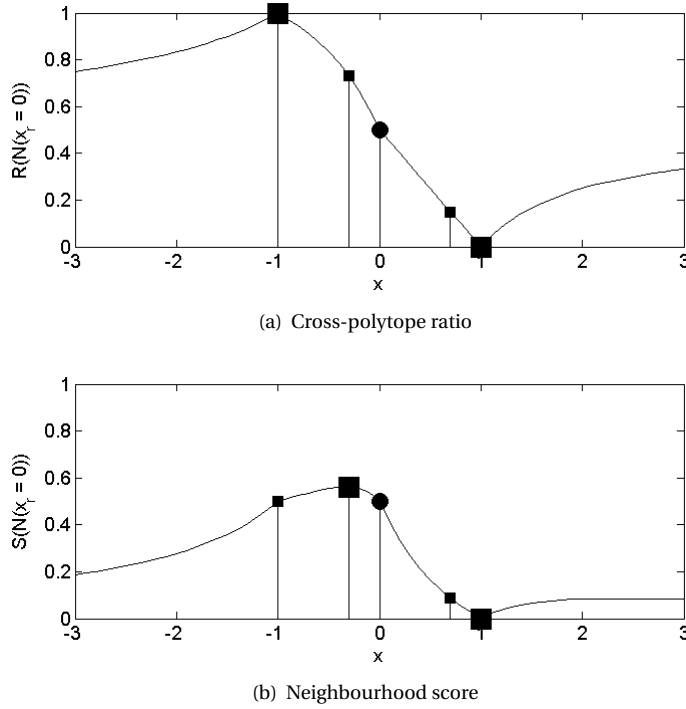 1
0.8
0.6
0.4
0.2
0
R(N(x_r = 0))
-3 -2 -1 0 1 2 3
x
(a) Cross-polytope ratio
1
0.8
0.6
0.4
0.2
0
S(N(x_r = 0))
-3 -2 -1 0 1 2 3
x
(b) Neighbourhood score